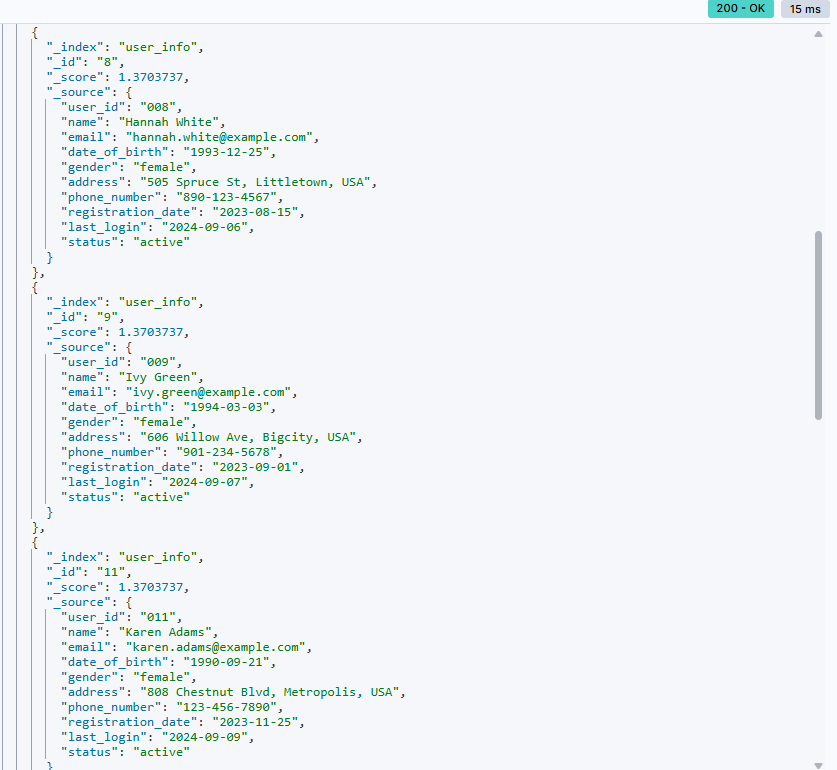 200 - OK 15 ms
{
"_index": "user_info",
"_id": "8",
"_score": 1.3703737,
"_source": {
"user_id": "008",
"name": "Hannah White",
"email": "hannah.white@example.com",
"date_of_birth": "1993-12-25",
"gender": "female",
"address": "505 Spruce St, Littletown, USA",
"phone_number": "890-123-4567",
"registration_date": "2023-08-15",
"last_login": "2024-09-06",
"status": "active"
}
},
{
"_index": "user_info",
"_id": "9",
"_score": 1.3703737,
"_source": {
"user_id": "009",
"name": "Ivy Green",
"email": "ivy.green@example.com",
"date_of_birth": "1994-03-03",
"gender": "female",
"address": "606 Willow Ave, Bigcity, USA",
"phone_number": "901-234-5678",
"registration_date": "2023-09-01",
"last_login": "2024-09-07",
"status": "active"
}
},
{
"_index": "user_info",
"_id": "11",
"_score": 1.3703737,
"_source": {
"user_id": "011",
"name": "Karen Adams",
"email": "karen.adams@example.com",
"date_of_birth": "1990-09-21",
"gender": "female",
"address": "808 Chestnut Blvd, Metropolis, USA",
"phone_number": "123-456-7890",
"registration_date": "2023-11-25",
"last_login": "2024-09-09",
"status": "active"
}